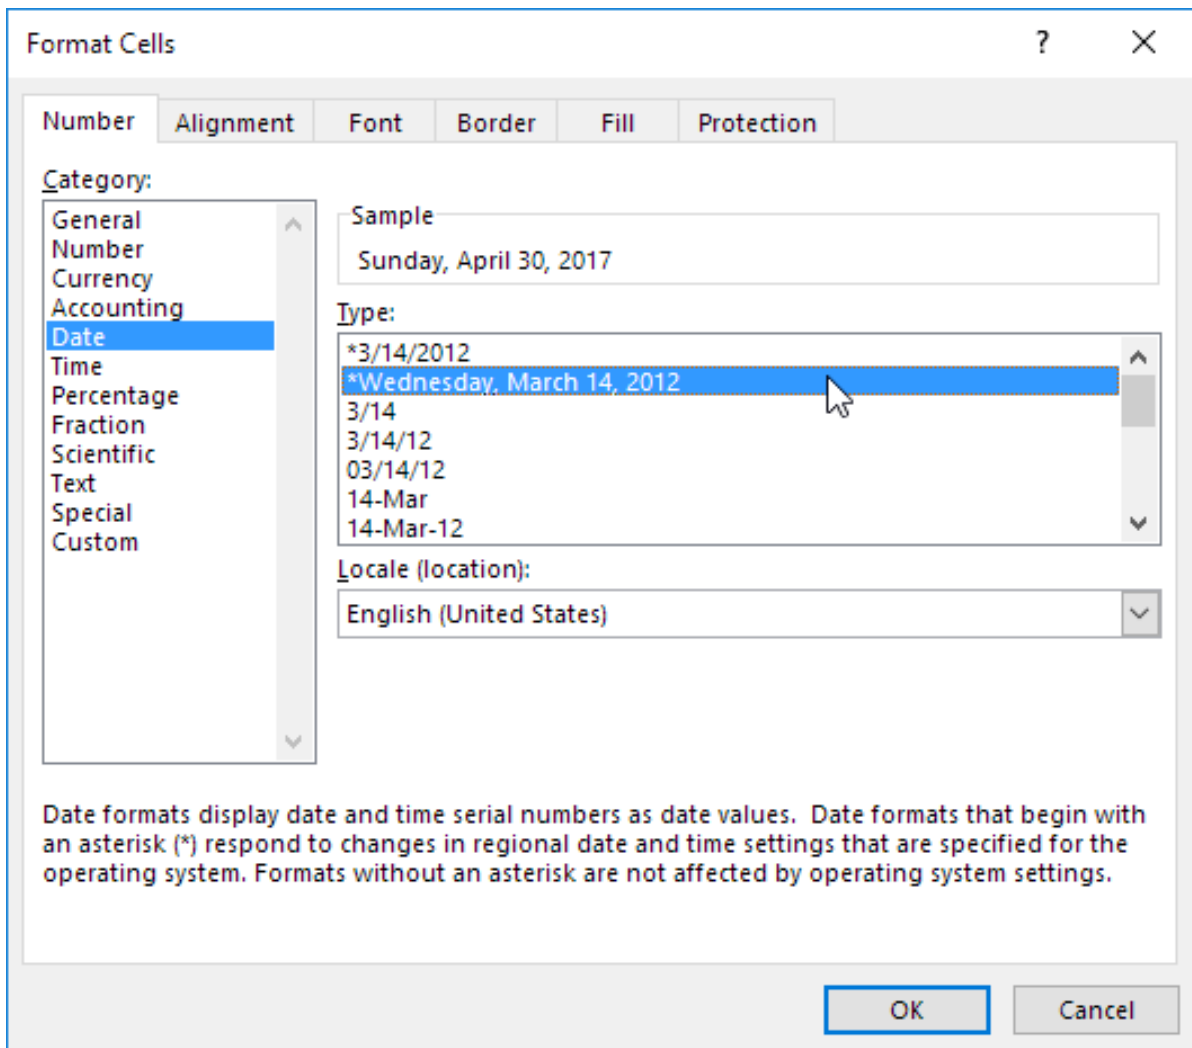 Format Cells
?
Number
Alignment
Font
Border
Fill
Protection
Category:
General
Number
Currency
Accounting
Date
Time
Percentage
Fraction
Scientific
Text
Special
Custom
Sample
Sunday, April 30, 2017
Type:
*3/14/2012
*Wednesday, March 14, 2012
3/14
3/14/12
03/14/12
14-Mar
14-Mar-12
Locale (location):
English (United States)
Date formats display date and time serial numbers as date values.  Date formats that begin with
an asterisk (*) respond to changes in regional date and time settings that are specified for the
operating system. Formats without an asterisk are not affected by operating system settings.
OK
Cancel